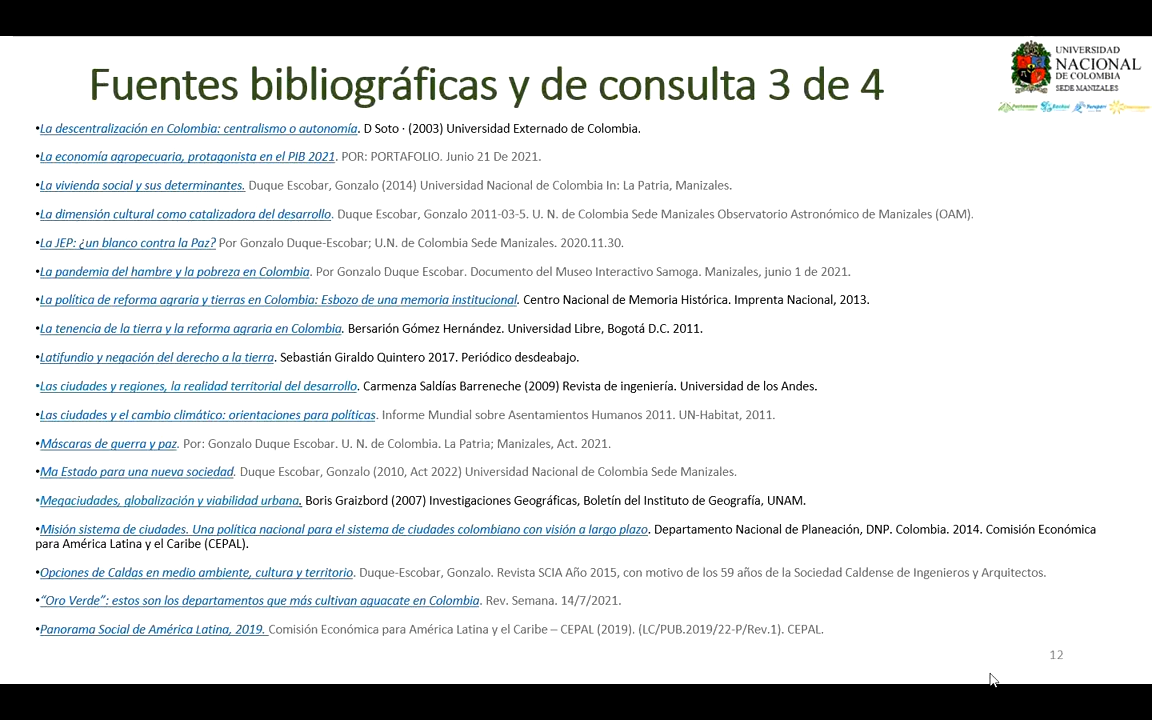 Fuentes bibliográficas y de consulta 3 de 4
UNIVERSIDAD
NACIONAL
DE COLOMBIA
SEDE MANIZALES
•La descentralización en Colombia: centralismo o autonomía. D Soto · (2003) Universidad Externado de Colombia.
•La economía agropecuaria, protagonista en el PIB 2021. POR: PORTAFOLIO. Junio 21 De 2021.
•La vivienda social y sus determinantes. Duque Escobar, Gonzalo (2014) Universidad Nacional de Colombia In: La Patria, Manizales.
•La dimensión cultural como catalizadora del desarrollo. Duque Escobar, Gonzalo 2011-03-5. U. N. de Colombia Sede Manizales Observatorio Astronómico de Manizales (OAM).
•La JEP: ¿un blanco contra la Paz? Por Gonzalo Duque-Escobar; U.N. de Colombia Sede Manizales. 2020.11.30.
•La pandemia del hambre y la pobreza en Colombia. Por Gonzalo Duque Escobar. Documento del Museo Interactivo Samoga. Manizales, junio 1 de 2021.
•La política de reforma agraria y tierras en Colombia: Esbozo de una memoria institucional. Centro Nacional de Memoria Histórica. Imprenta Nacional, 2013.
•La tenencia de la tierra y la reforma agraria en Colombia. Bersarión Gómez Hernández. Universidad Libre, Bogotá D.C. 2011.
•Latifundio y negación del derecho a la tierra. Sebastián Giraldo Quintero 2017. Periódico desdeabajo.
•Las ciudades y regiones, la realidad territorial del desarrollo. Carmenza Saldías Barreneche (2009) Revista de ingeniería. Universidad de los Andes.
•Las ciudades y el cambio climático: orientaciones para políticas. Informe Mundial sobre Asentamientos Humanos 2011. UN-Habitat, 2011.
•Máscaras de guerra y paz. Por: Gonzalo Duque Escobar. U. N. de Colombia. La Patria; Manizales, Act. 2021.
•Ma Estado para una nueva sociedad. Duque Escobar, Gonzalo (2010, Act 2022) Universidad Nacional de Colombia Sede Manizales.
•Megaciudades, globalización y viabilidad urbana. Boris Graizbord (2007) Investigaciones Geográficas, Boletín del Instituto de Geografía, UNAM.
•Misión sistema de ciudades. Una política nacional para el sistema de ciudades colombiano con visión a largo plazo. Departamento Nacional de Planeación, DNP. Colombia. 2014. Comisión Económica
para América Latina y el Caribe (CEPAL).
•Opciones de Caldas en medio ambiente, cultura y territorio. Duque-Escobar, Gonzalo. Revista SCIA Año 2015, con motivo de los 59 años de la Sociedad Caldense de Ingenieros y Arquitectos.
•“Oro Verde”: estos son los departamentos que más cultivan aguacate en Colombia. Rev. Semana. 14/7/2021.
•Panorama Social de América Latina, 2019. Comisión Económica para América Latina y el Caribe – CEPAL (2019). (LC/PUB.2019/22-P/Rev.1). CEPAL.
12